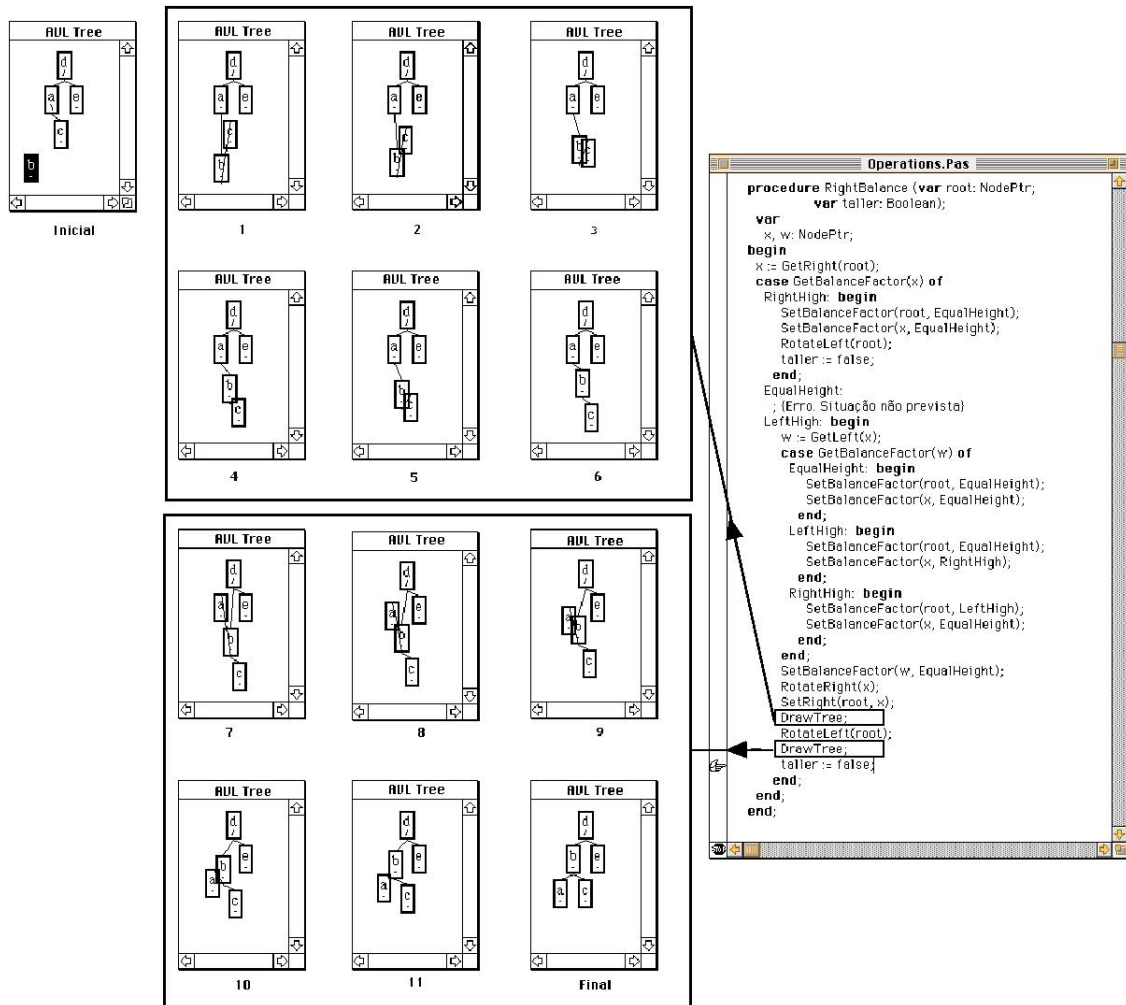 AVL Tree
d
/
a
\
e
-
c
-
b
-
Inicial
AVL Tree
d
/
a
-
e
-
c
b
1
AVL Tree
d
/
a
-
e
-
c
b
2
AVL Tree
d
/
a
-
e
-
b
c
3
AVL Tree
d
/
a
-
e
-
b
-
c
-
4
AVL Tree
d
/
a
-
e
-
b
c
-
5
AVL Tree
d
/
a
-
e
-
b
-
c
-
6
AVL Tree
d
/
a
e
-
b
-
c
-
7
AVL Tree
d
/
a
e
-
b
-
c
-
8
AVL Tree
d
/
a
e
-
b
-
c
-
9
AVL Tree
d
/
b
e
-
a
-
c
-
10
AVL Tree
d
/
b
-
e
-
a
-
c
-
11
AVL Tree
d
/
b
-
e
-
a
-
c
-
Final
Operations.Pas
procedure RightBalance (var root: NodePtr;
var taller: Boolean);
var
x, w: NodePtr;
begin
x := GetRight(root);
case GetBalanceFactor(x) of
RightHigh: begin
SetBalanceFactor(root, EqualHeight);
SetBalanceFactor(x, EqualHeight);
RotateLeft(root);
taller := false;
end;
EqualHeight:
; {Erro. Situação não prevista}
LeftHigh: begin
w := GetLeft(x);
case GetBalanceFactor(w) of
EqualHeight: begin
SetBalanceFactor(root, EqualHeight);
SetBalanceFactor(x, EqualHeight);
end;
LeftHigh: begin
SetBalanceFactor(root, EqualHeight);
SetBalanceFactor(x, RightHigh);
end;
RightHigh: begin
SetBalanceFactor(root, LeftHigh);
SetBalanceFactor(x, EqualHeight);
end;
end;
SetBalanceFactor(w, EqualHeight);
RotateRight(x);
SetRight(root, x);
DrawTree;
RotateLeft(root);
DrawTree;
taller := false;
end;
end;
end;